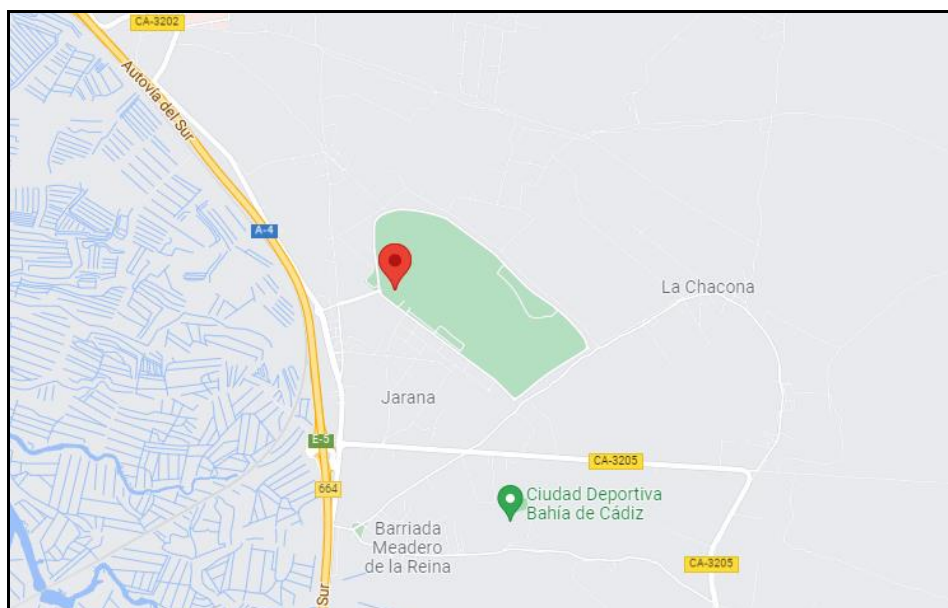 CA-3202
Autovía del Sur
A-4
La Chacona
Jarana
E-5
CA-3205
664
Ciudad Deportiva
Bahía de Cádiz
Barriada
Meadero
de la Reina
CA-3205
Sur